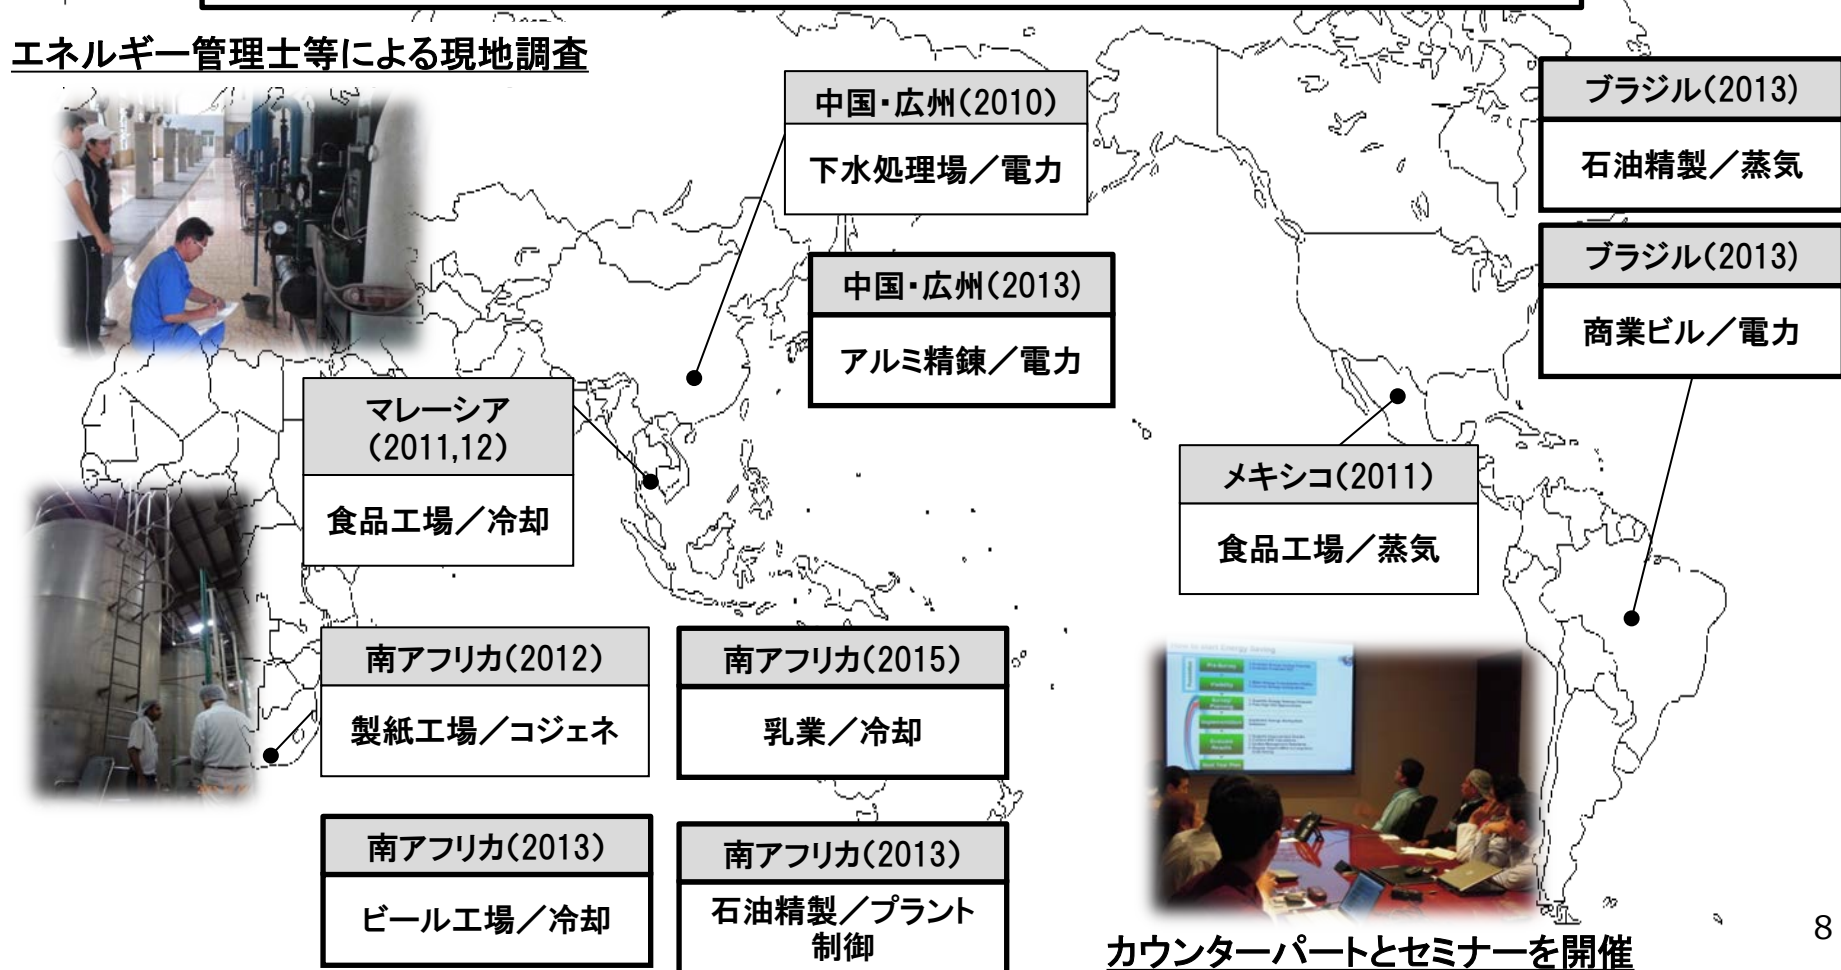 エネルギー管理士等による現地調査
中国・広州(2010)
下水処理場／電力
ブラジル(2013)
石油精製／蒸気
中国・広州(2013)
アルミ精錬／電力
ブラジル(2013)
商業ビル／電力
マレーシア
(2011,12)
食品工場／冷却
メキシコ(2011)
食品工場／蒸気
南アフリカ(2012)
製紙工場／コジェネ
南アフリカ(2015)
乳業／冷却
南アフリカ(2013)
ビール工場／冷却
南アフリカ(2013)
石油精製／プラント
制御
How to start Energy Saving
Implementation
カウンターパートとセミナーを開催
8